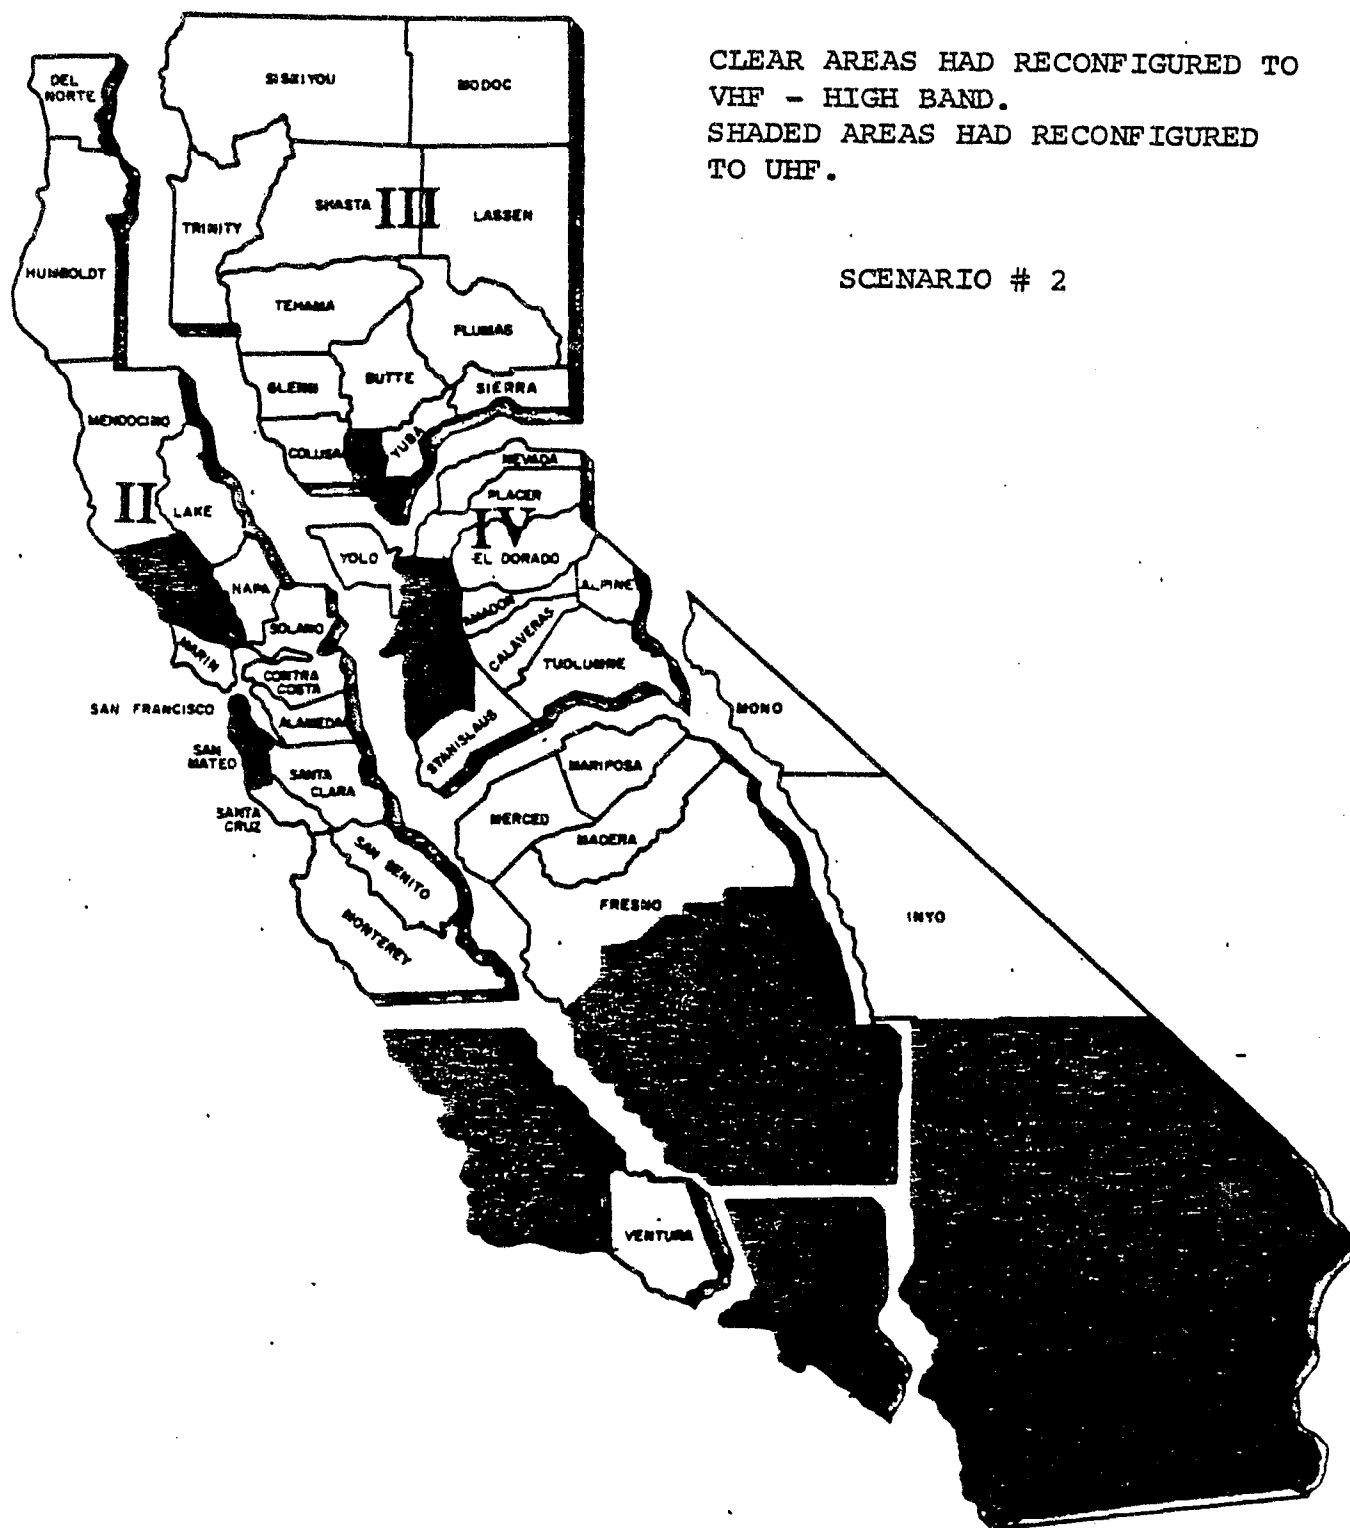 CLEAR AREAS HAD RECONFIGURED TO
VHF - HIGH BAND.
SHADED AREAS HAD RECONFIGURED
TO UHF.
SCENARIO # 2
DEL
NORTE
SISKIYOU
MODOC
HUMBOLDT
TRINITY
SHASTA
III
LASSEN
TEHAMA
PLUMAS
GLENN
BUTTE
SIERRA
MENDOCINO
COLUSA
YUBA
II
LAKE
NEVADA
PLACER
IV
EL DORADO
YOLO
NAPA
SOLANO
AMADOR
ALPINE
CALAVERAS
TUOLUMNE
MARIN
CONTRA
COSTA
SAN FRANCISCO
ALAMEDA
MONO
SAN
MATEO
STANISLAUS
SANTA
CLARA
MARIPOSA
SANTA
CRUZ
MERCED
MADERA
SAN BENITO
MONTEREY
FRESNO
INYO
VENTURA